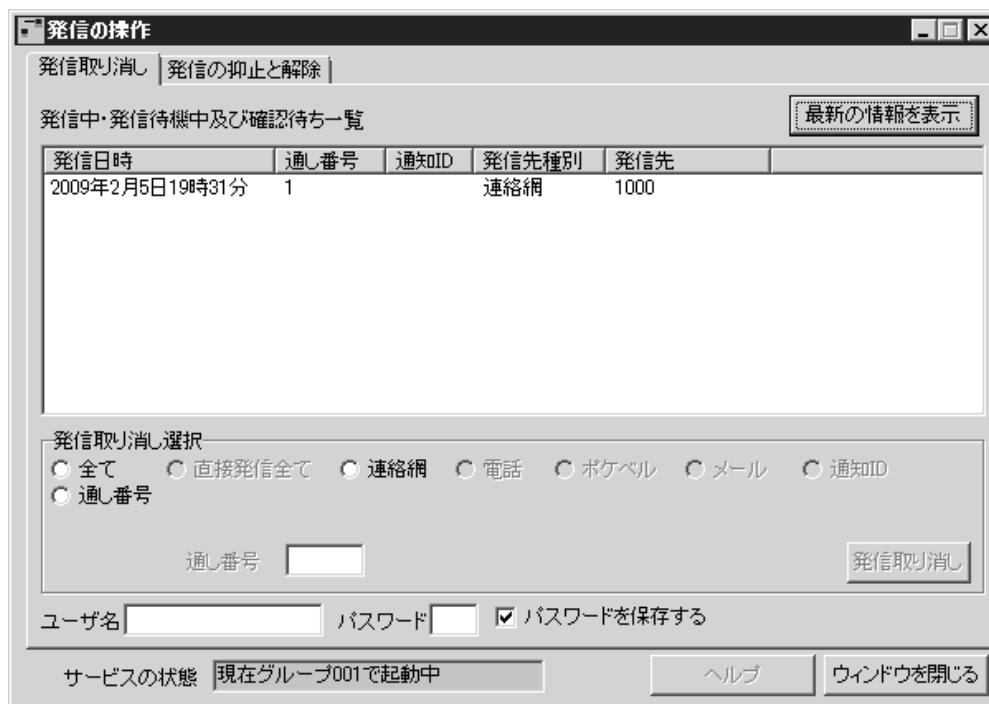 発信の操作
発信取り消し 発信の抑止と解除
発信中・発信待機中及び確認待ち一覧 最新の情報を表示
発信日時 通し番号 通知ID 発信先種別 発信先
2009年2月5日19時31分 1 連絡網 1000
発信取り消し選択
全て 直接発信全て 連絡網 電話 ポケベル メール 通知ID
通し番号
通し番号 発信取り消し
ユーザ名 パスワード パスワードを保存する
サービスの状態 現在グループ001で起動中 ヘルプ ウィンドウを閉じる